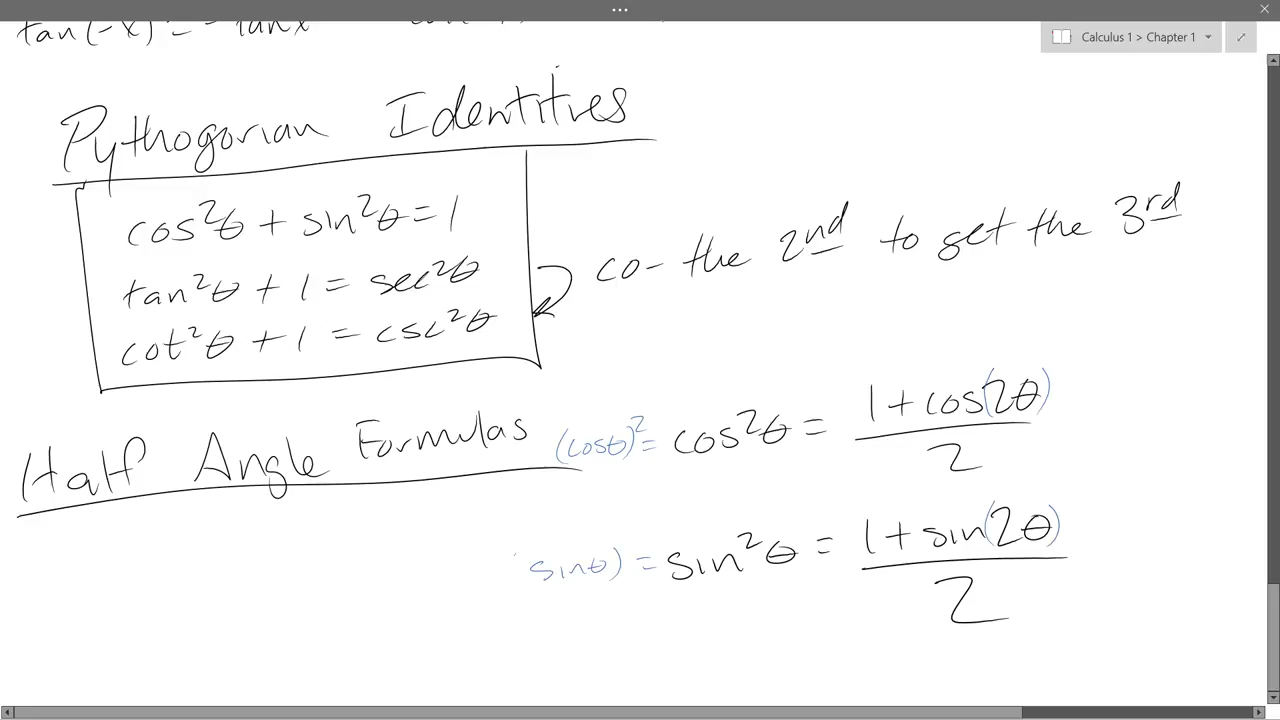 Calculus 1 > Chapter 1
tan(-x) = -tanx
Pythogorian Identities
cos²θ + sin²θ = 1
tan²θ + 1 = sec²θ
cot²θ + 1 = csc²θ
co- the 2nd to get the 3rd
Half Angle Formulas
(cosθ)² = cos²θ = (1 + cos(2θ))/2
sinθ) = sin²θ = (1 + sin(2θ))/2